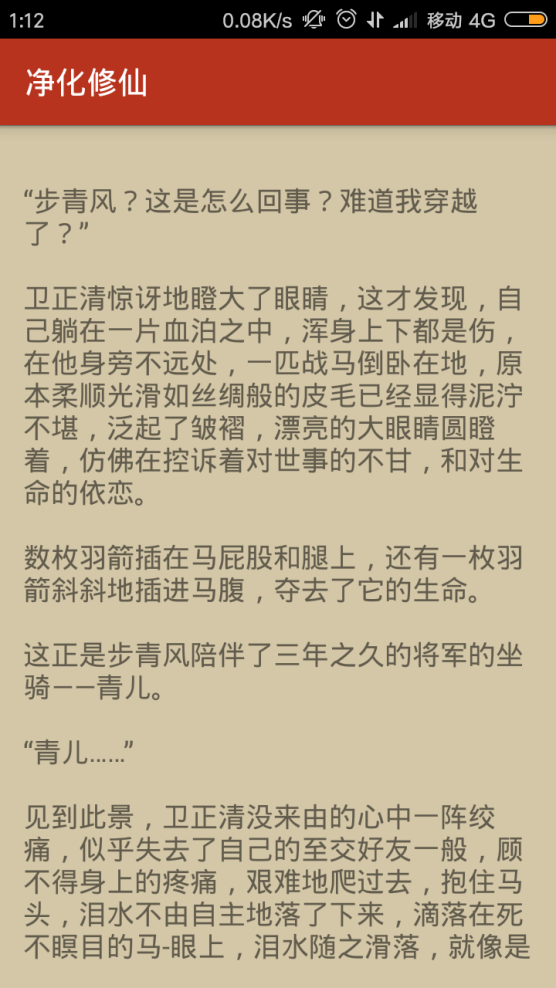 1:12
0.08K/s
移动 4G
净化修仙
“步青风？这是怎么回事？难道我穿越
了？”
卫正清惊讶地瞪大了眼睛，这才发现，自
己躺在一片血泊之中，浑身上下都是伤，
在他身旁不远处，一匹战马倒卧在地，原
本柔顺光滑如丝绸般的皮毛已经显得泥泞
不堪，泛起了皱褶，漂亮的大眼睛圆瞪
着，仿佛在控诉着对世事的不甘，和对生
命的依恋。
数枚羽箭插在马屁股和腿上，还有一枚羽
箭斜斜地插进马腹，夺去了它的生命。
这正是步青风陪伴了三年之久的将军的坐
骑——青儿。
“青儿……”
见到此景，卫正清没来由的心中一阵绞
痛，似乎失去了自己的至交好友一般，顾
不得身上的疼痛，艰难地爬过去，抱住马
头，泪水不由自主地落了下来，滴落在死
不瞑目的马-眼上，泪水随之滑落，就像是